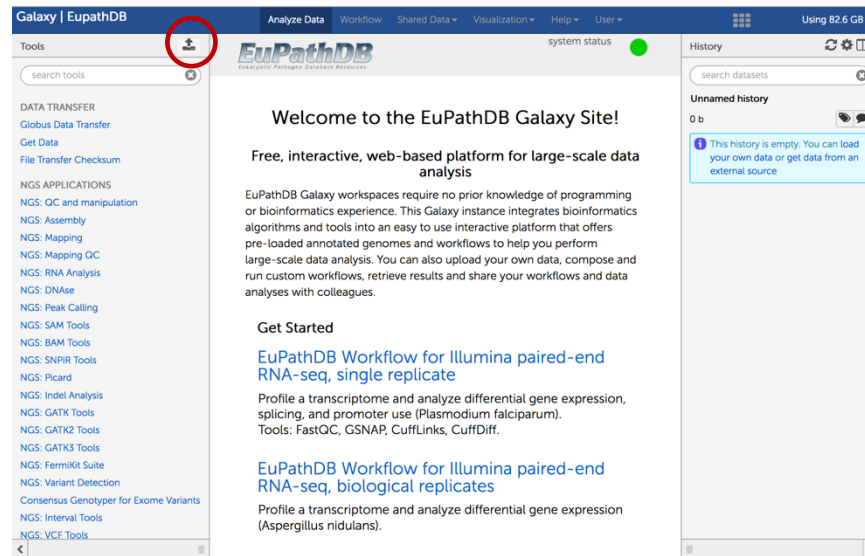 Galaxy | EupathDB
Analyze Data Workflow Shared Data Visualization Help User
Using 82.6 GB
Tools
search tools
DATA TRANSFER
Globus Data Transfer
Get Data
File Transfer Checksum
NGS APPLICATIONS
NGS: QC and manipulation
NGS: Assembly
NGS: Mapping
NGS: Mapping QC
NGS: RNA Analysis
NGS: DNAse
NGS: Peak Calling
NGS: SAM Tools
NGS: BAM Tools
NGS: SNPiR Tools
NGS: Picard
NGS: Indel Analysis
NGS: GATK Tools
NGS: GATK2 Tools
NGS: GATK3 Tools
NGS: FermiKit Suite
NGS: Variant Detection
Consensus Genotyper for Exome Variants
NGS: Interval Tools
NGS: VCF Tools
EuPathDB
Eukaryotic Pathogen Database Resources
system status
Welcome to the EuPathDB Galaxy Site!
Free, interactive, web-based platform for large-scale data
analysis
EuPathDB Galaxy workspaces require no prior knowledge of programming
or bioinformatics experience. This Galaxy instance integrates bioinformatics
algorithms and tools into an easy to use interactive platform that offers
pre-loaded annotated genomes and workflows to help you perform
large-scale data analysis. You can also upload your own data, compose and
run custom workflows, retrieve results and share your workflows and data
analyses with colleagues.
Get Started
EuPathDB Workflow for Illumina paired-end
RNA-seq, single replicate
Profile a transcriptome and analyze differential gene expression,
splicing, and promoter use (Plasmodium falciparum).
Tools: FastQC, GSNAP, CuffLinks, CuffDiff.
EuPathDB Workflow for Illumina paired-end
RNA-seq, biological replicates
Profile a transcriptome and analyze differential gene expression
(Aspergillus nidulans).
History
search datasets
Unnamed history
0 b
This history is empty. You can load
your own data or get data from an
external source